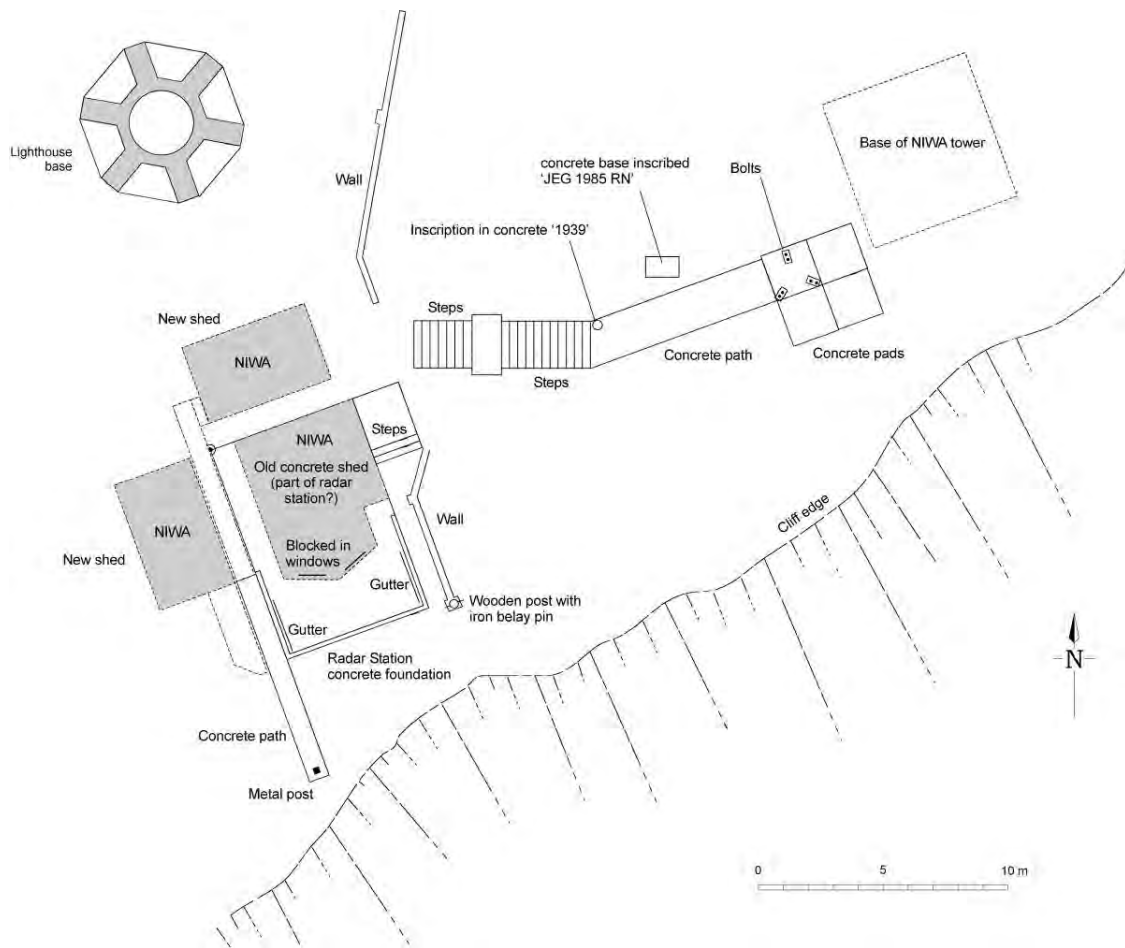 Lighthouse
base
Wall
concrete base inscribed
'JEG 1985 RN'
Inscription in concrete '1939'
Bolts
Base of NIWA tower
Steps
Steps
Concrete path
Concrete pads
New shed
NIWA
NIWA
Old concrete shed
(part of radar
station?)
Steps
NIWA
New shed
Blocked in
windows
Wall
Gutter
Gutter
Wooden post with
iron belay pin
Radar Station
concrete foundation
Cliff edge
Concrete path
Metal post
N
0 5 10 m